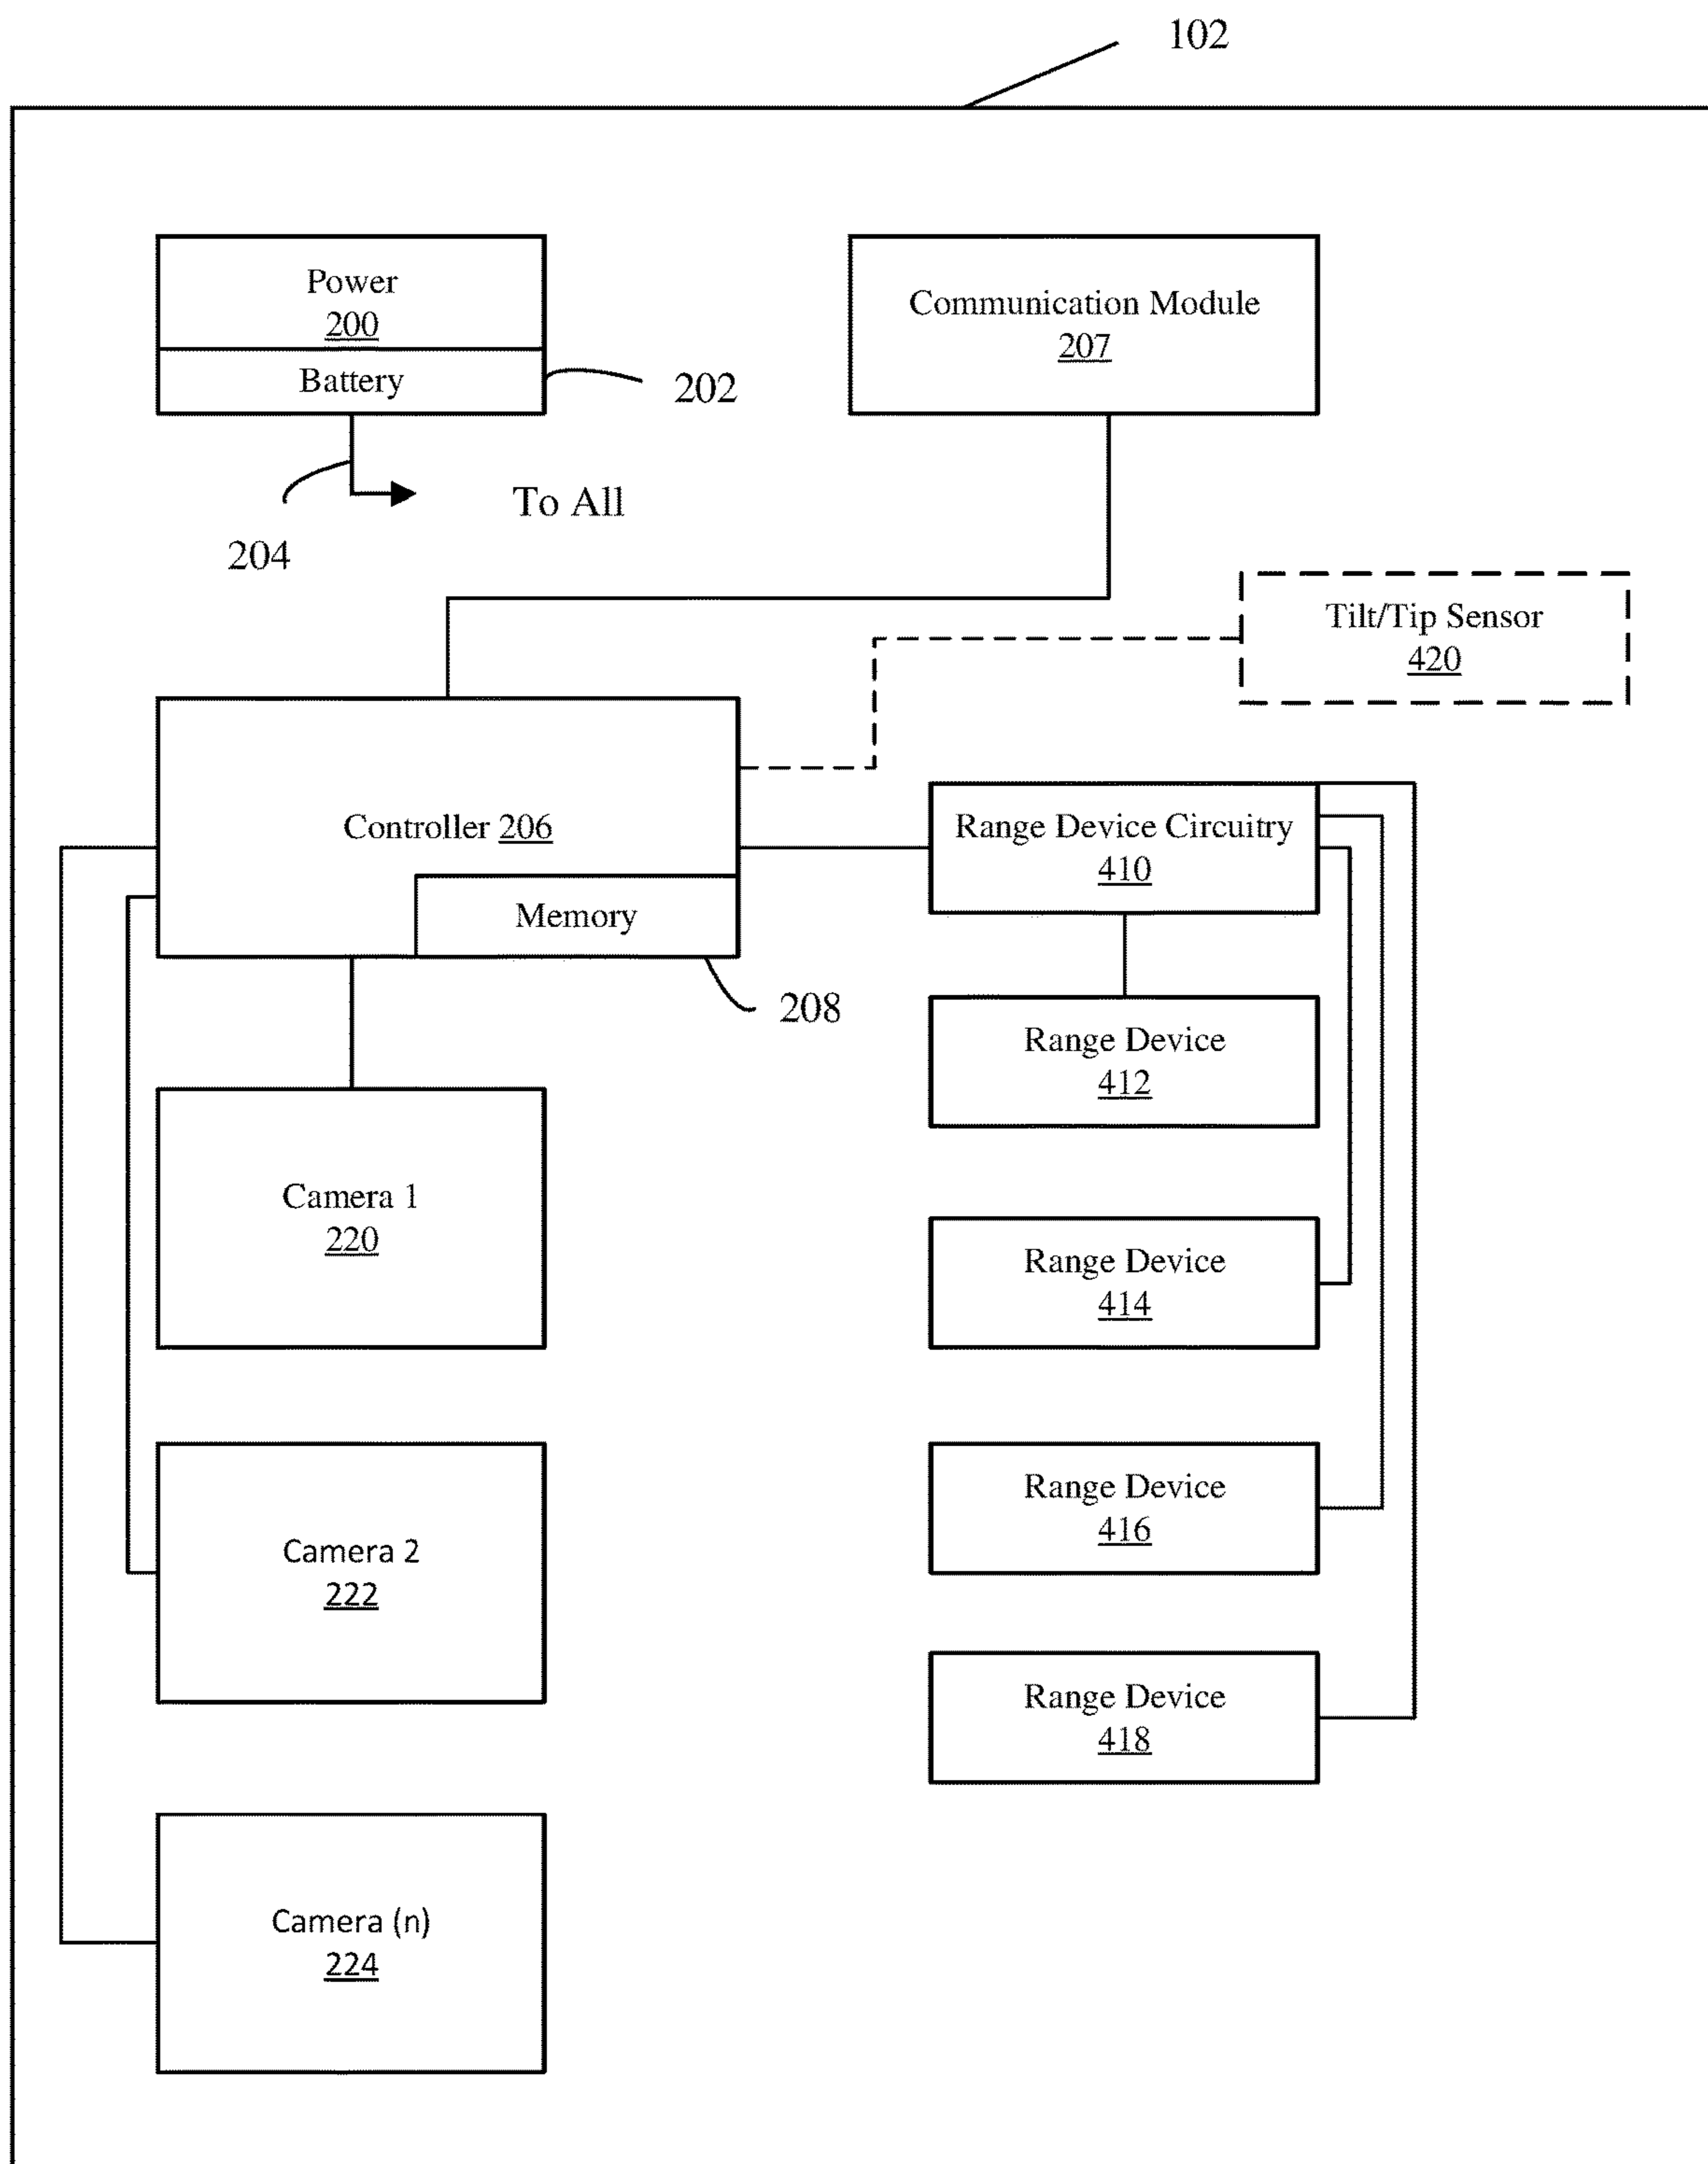 102
Power
200
Battery
202
204
To All
Communication Module
207
Tilt/Tip Sensor
420
Controller 206
Memory
208
Range Device Circuitry
410
Range Device
412
Camera 1
220
Range Device
414
Camera 2
222
Range Device
416
Range Device
418
Camera (n)
224